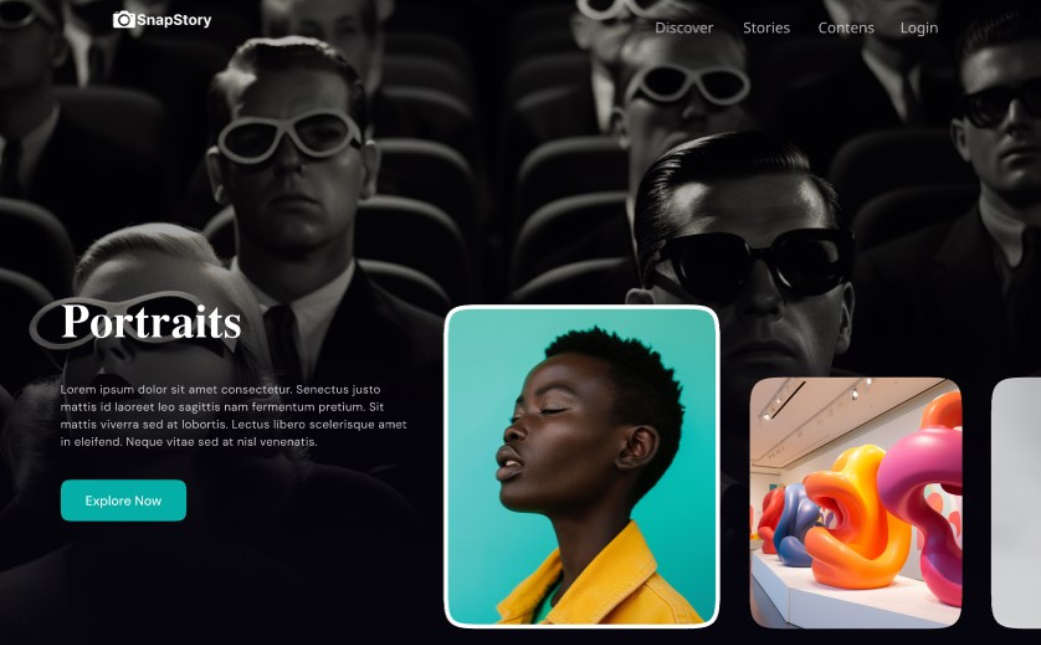 SnapStory
Discover
Stories
Contens
Login
Portraits
Lorem ipsum dolor sit amet consectetur. Senectus justo
mattis id laoreet leo sagittis nam fermentum pretium. Sit
mattis viverra sed at lobortis. Lectus libero scelerisque amet
in eleifend. Neque vitae sed at nisl venenatis.
Explore Now